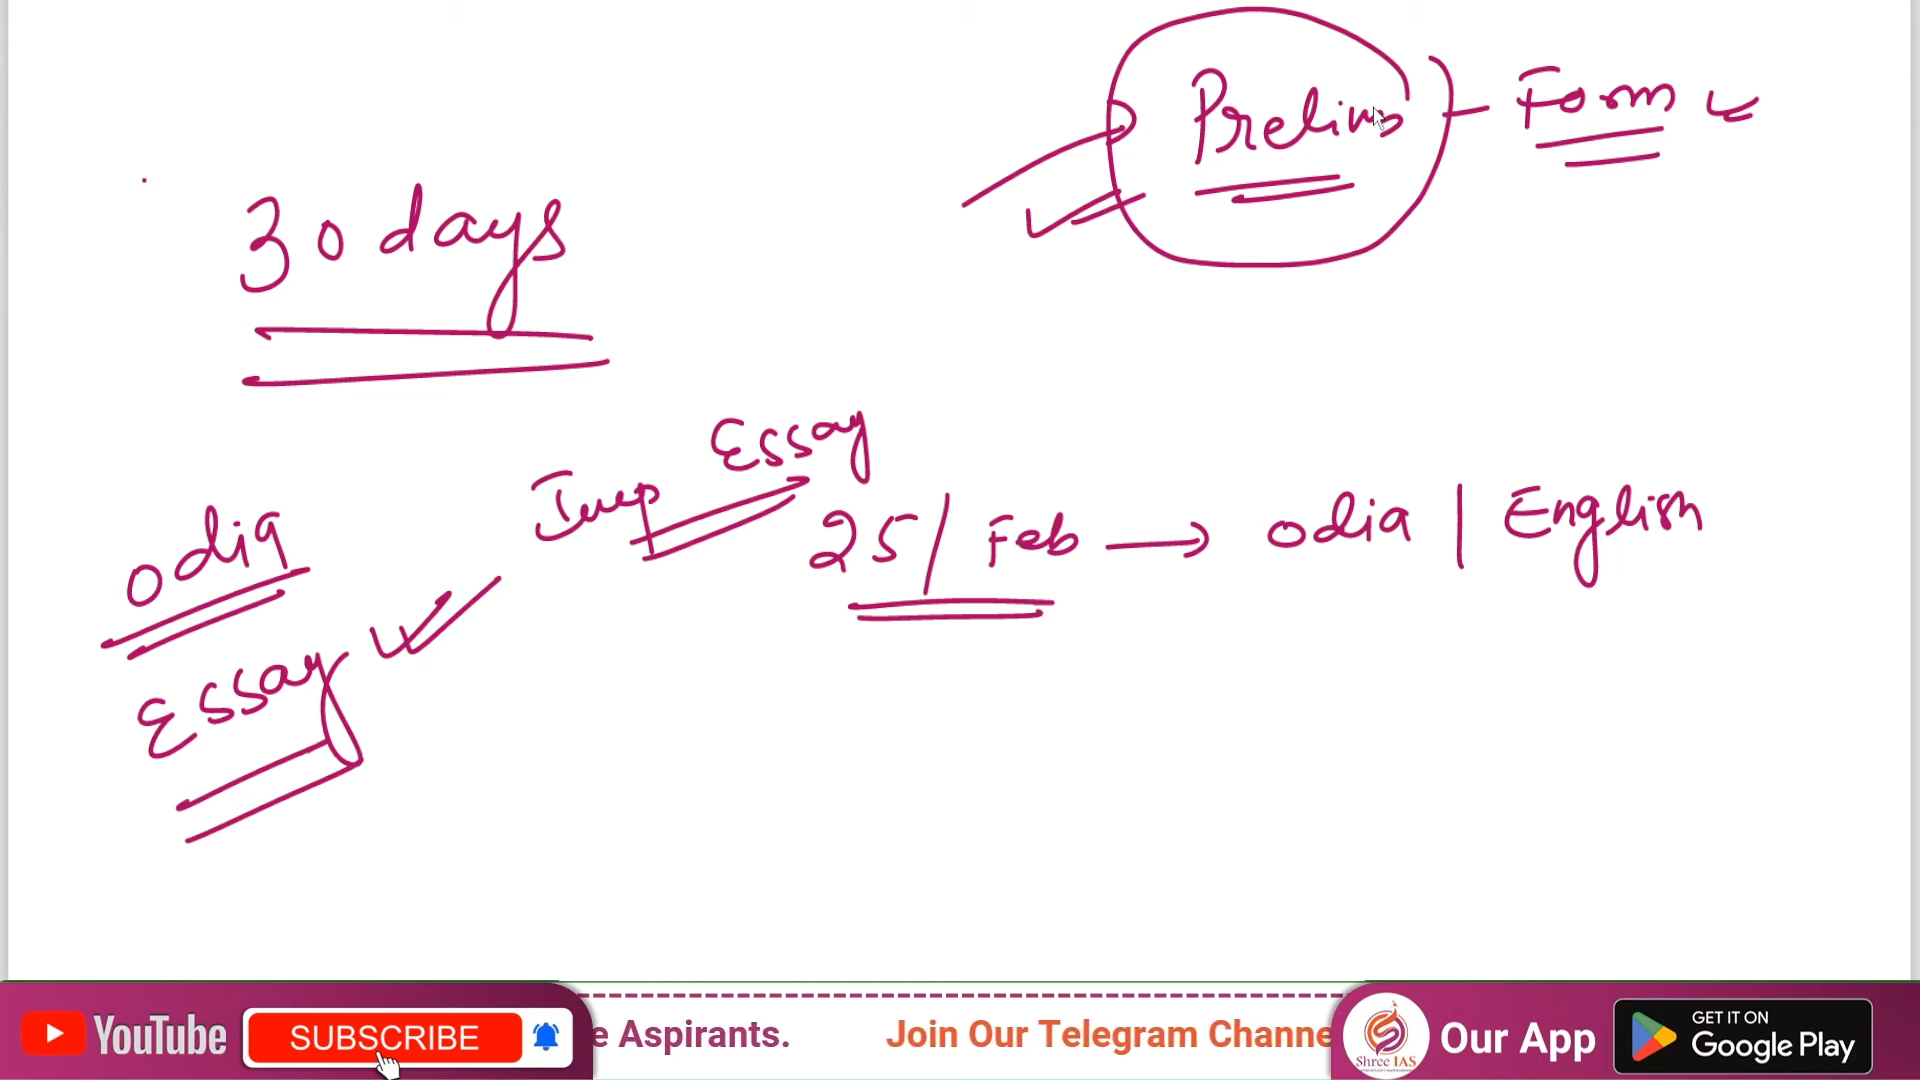 Prelims - Form
30 days
Imp Essay
25/Feb → odia | English
odia
Essay
YouTube SUBSCRIBE
e Aspirants. Join Our Telegram Channe
Shree IAS
Our App
GET IT ON
Google Play